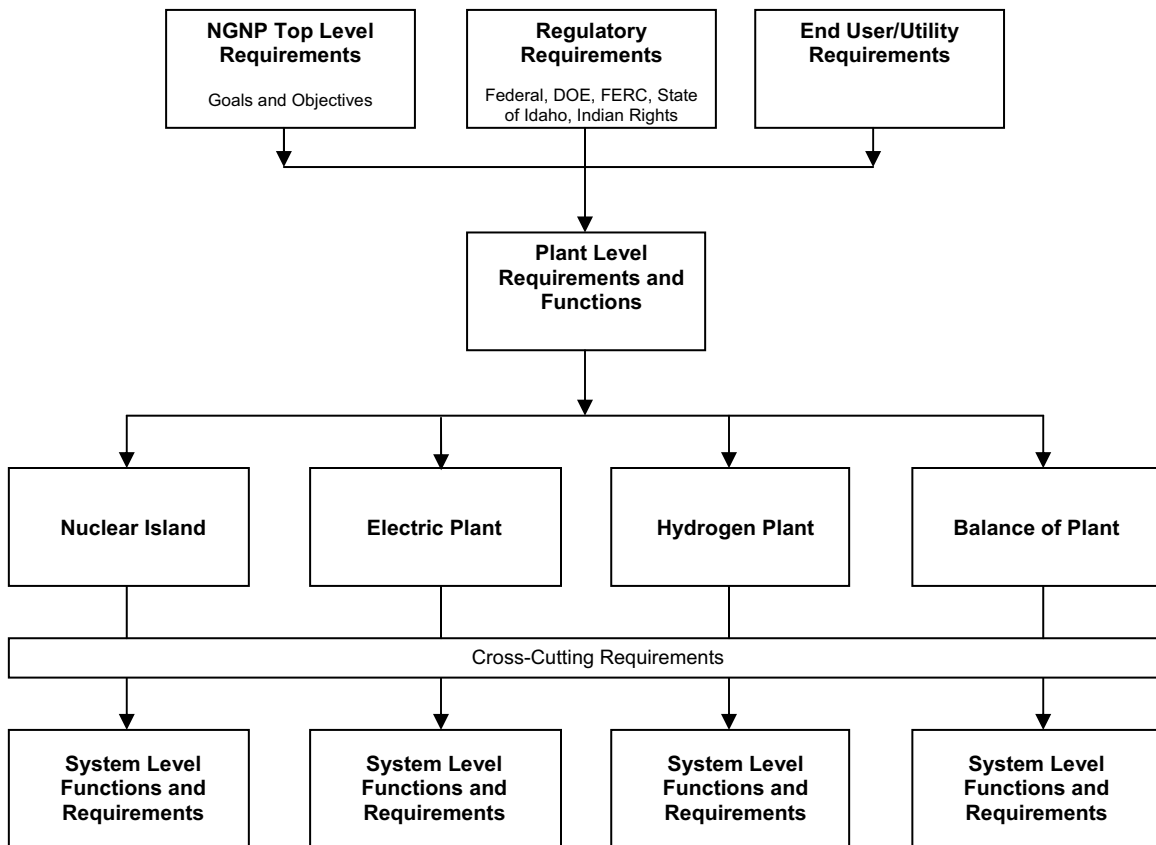 NGNP Top Level
Requirements
Goals and Objectives
Regulatory
Requirements
Federal, DOE, FERC, State
of Idaho, Indian Rights
End User/Utility
Requirements
Plant Level
Requirements and
Functions
Nuclear Island
Electric Plant
Hydrogen Plant
Balance of Plant
Cross-Cutting Requirements
System Level
Functions and
Requirements
System Level
Functions and
Requirements
System Level
Functions and
Requirements
System Level
Functions and
Requirements